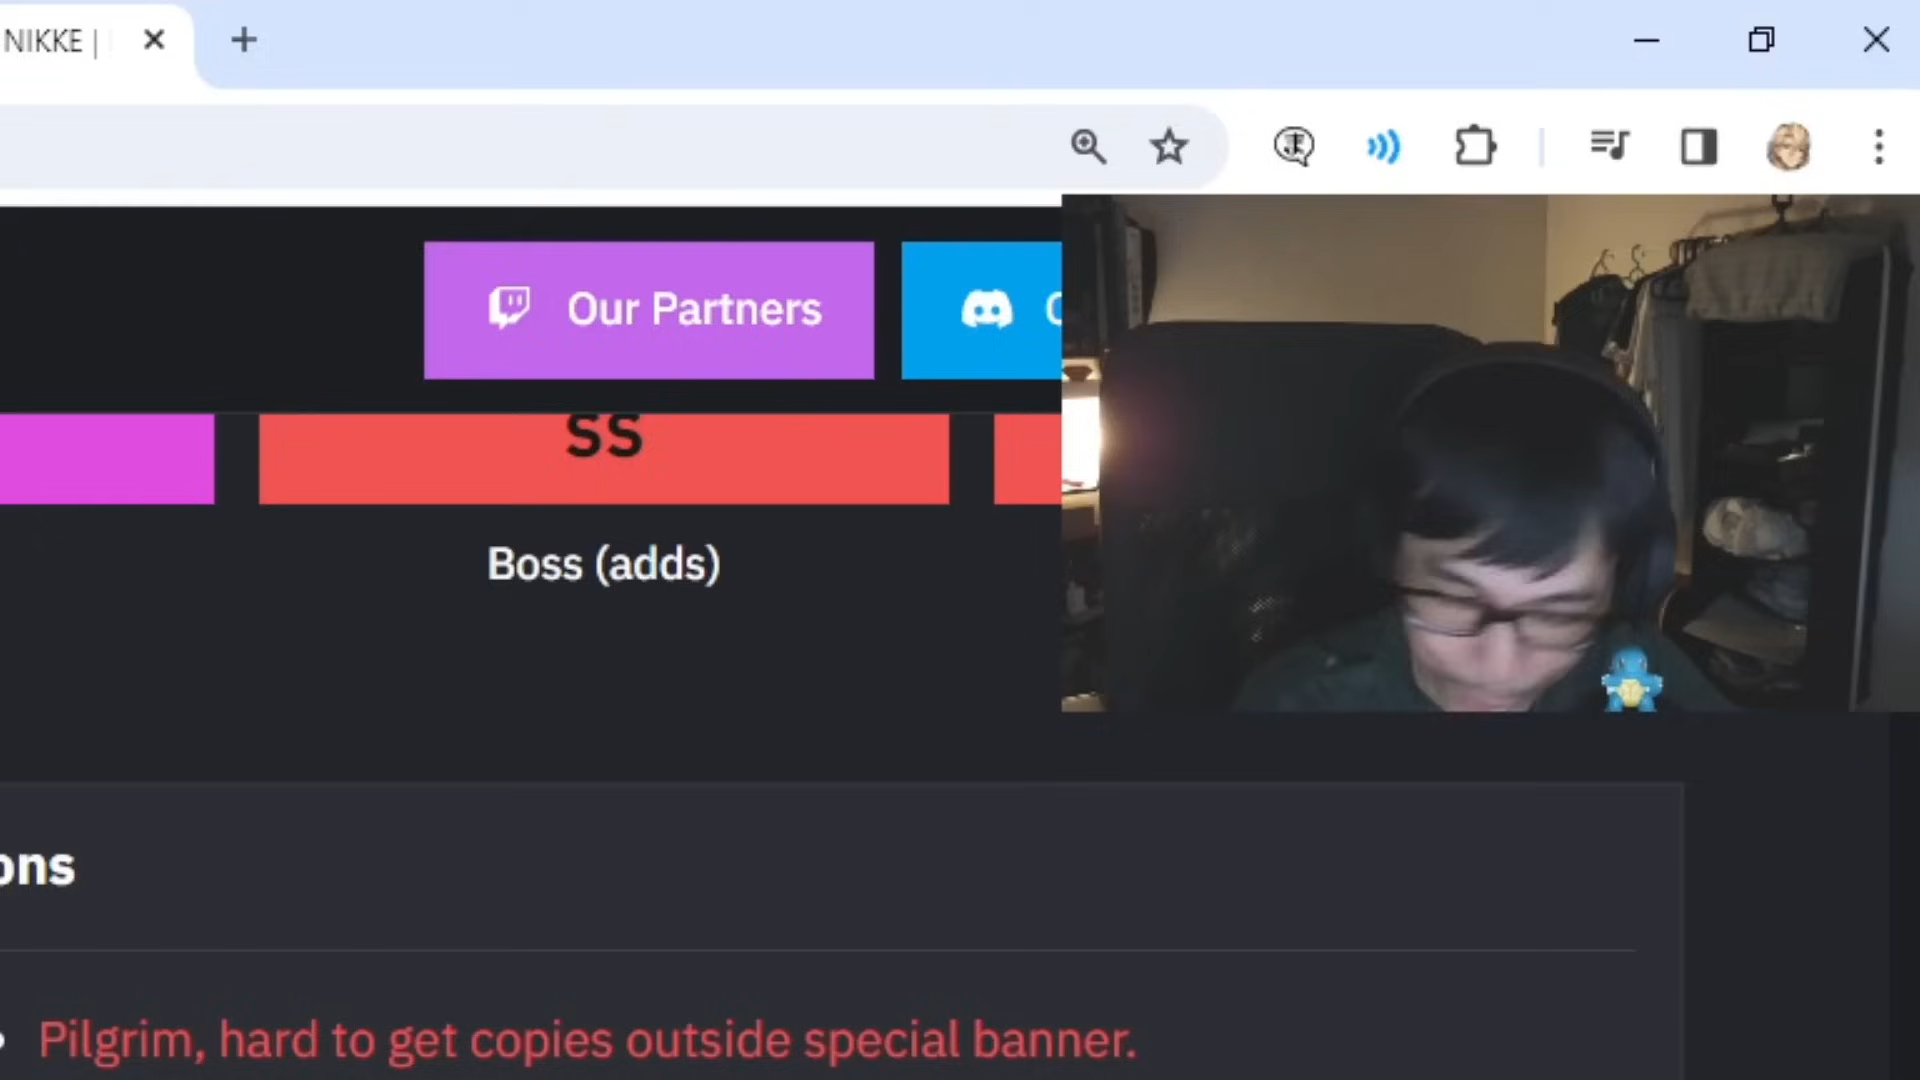 NIKKE |
Our Partners
SS
Boss (adds)
ons
Pilgrim, hard to get copies outside special banner.